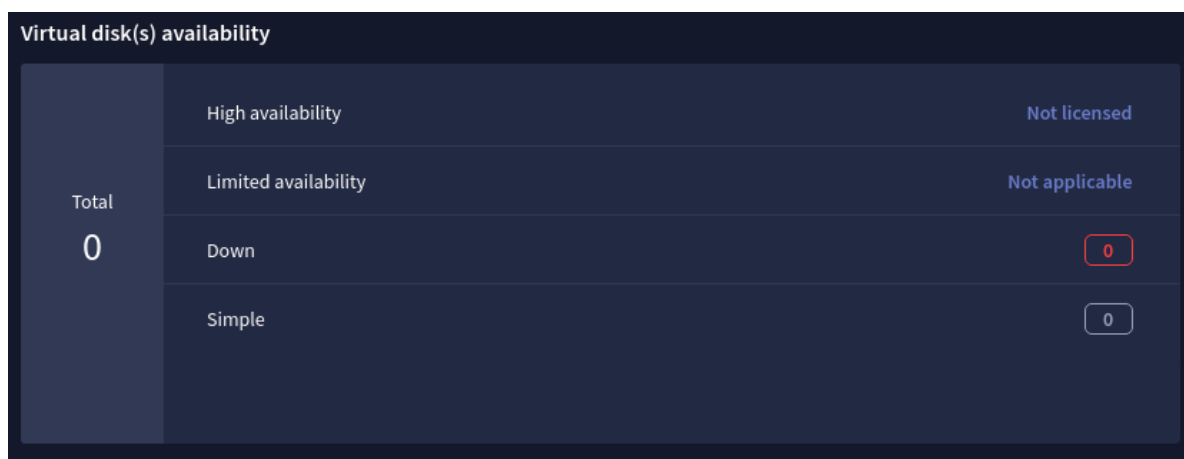 Virtual disk(s) availability
High availability Not licensed
Limited availability Not applicable
Total
0
Down 0
Simple 0